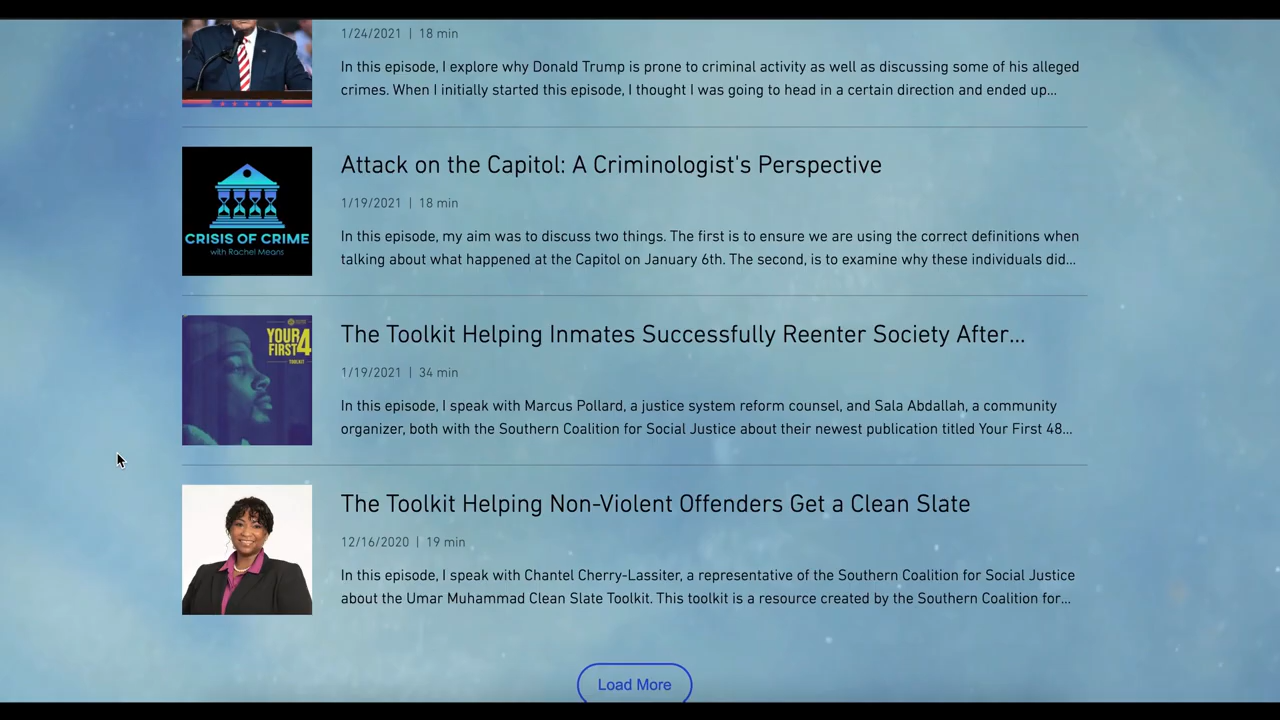 1/24/2021 | 18 min
In this episode, I explore why Donald Trump is prone to criminal activity as well as discussing some of his alleged
crimes. When I initially started this episode, I thought I was going to head in a certain direction and ended up...
Attack on the Capitol: A Criminologist's Perspective
1/19/2021 | 18 min
CRISIS OF CRIME
with Rachel Means
In this episode, my aim was to discuss two things. The first is to ensure we are using the correct definitions when
talking about what happened at the Capitol on January 6th. The second, is to examine why these individuals did...
YOUR
FIRST 4
TOOLKIT
The Toolkit Helping Inmates Successfully Reenter Society After...
1/19/2021 | 34 min
In this episode, I speak with Marcus Pollard, a justice system reform counsel, and Sala Abdallah, a community
organizer, both with the Southern Coalition for Social Justice about their newest publication titled Your First 48...
The Toolkit Helping Non-Violent Offenders Get a Clean Slate
12/16/2020 | 19 min
In this episode, I speak with Chantel Cherry-Lassiter, a representative of the Southern Coalition for Social Justice
about the Umar Muhammad Clean Slate Toolkit. This toolkit is a resource created by the Southern Coalition for...
Load More